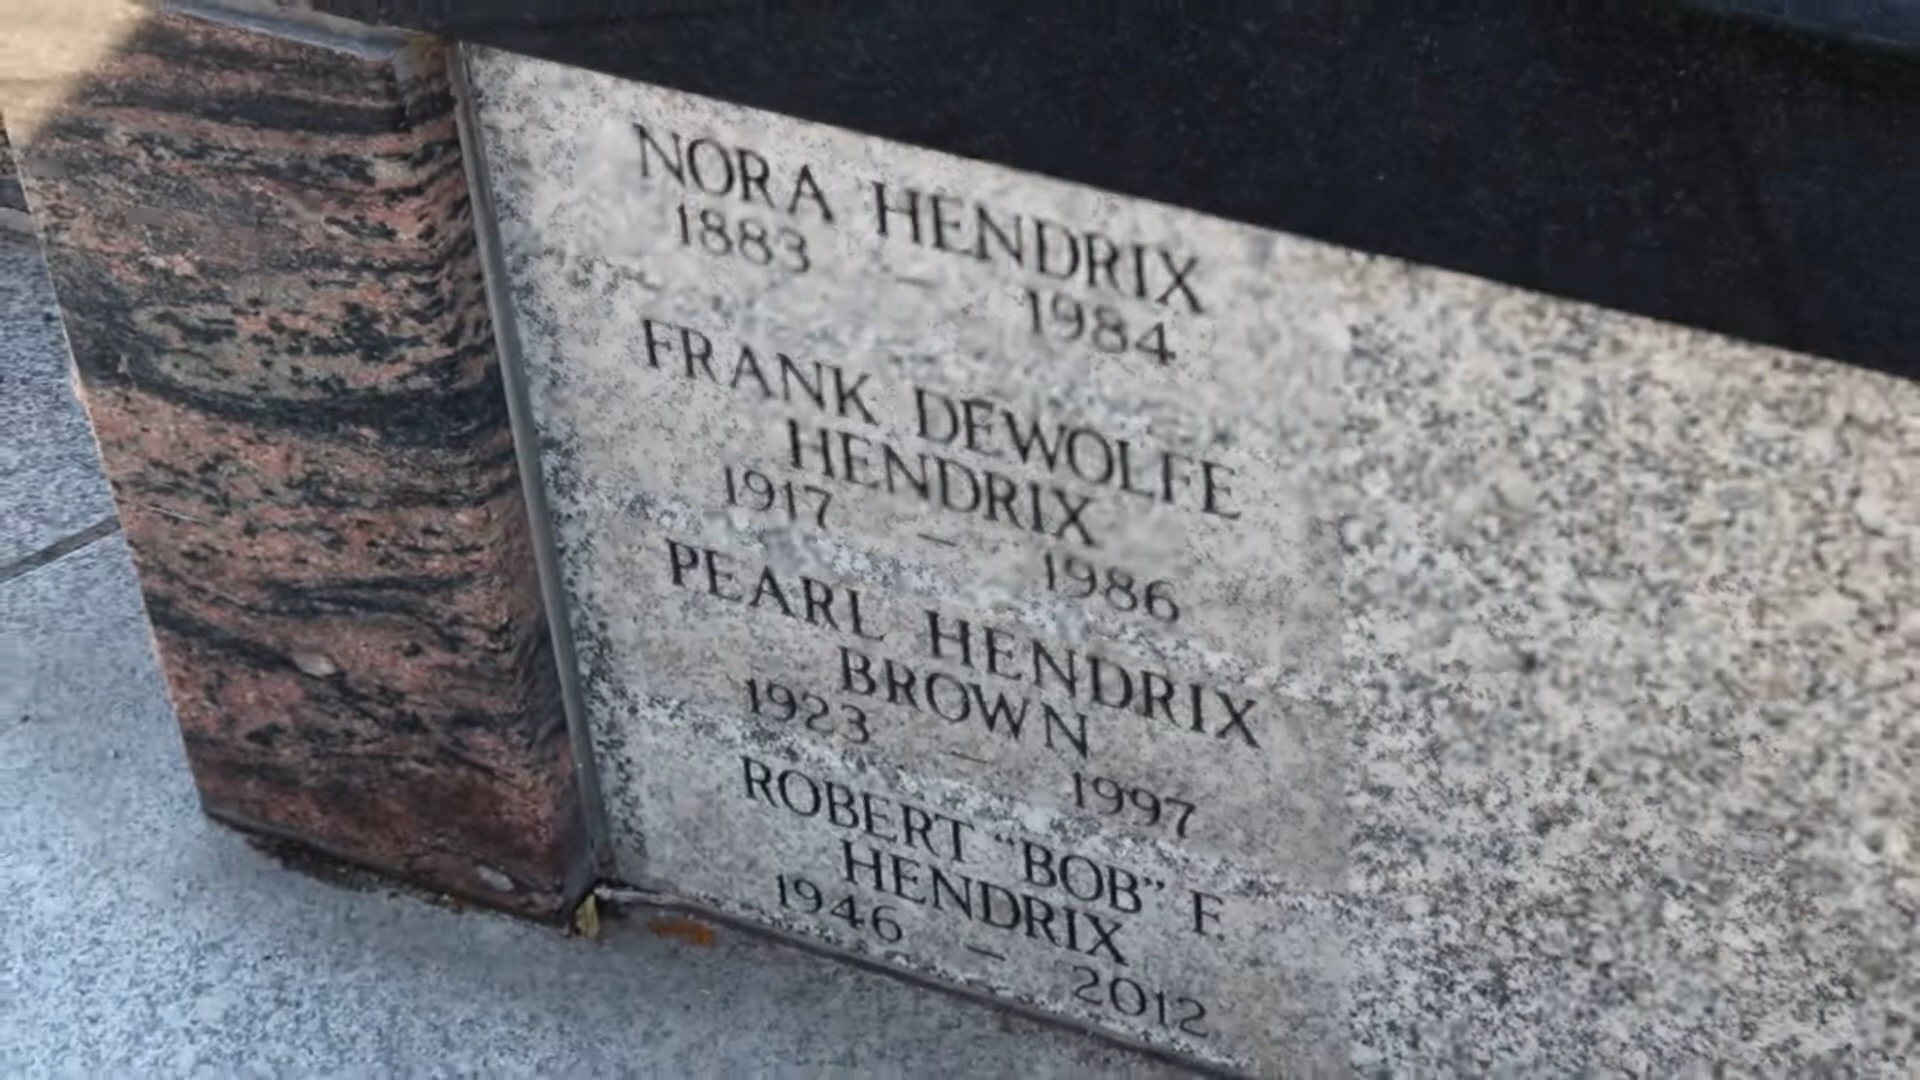 NORA HENDRIX
1883 – 1984
FRANK DEWOLFE
HENDRIX
1917 – 1986
PEARL HENDRIX
BROWN
1923 – 1997
ROBERT “BOB” F.
HENDRIX
1946 – 2012